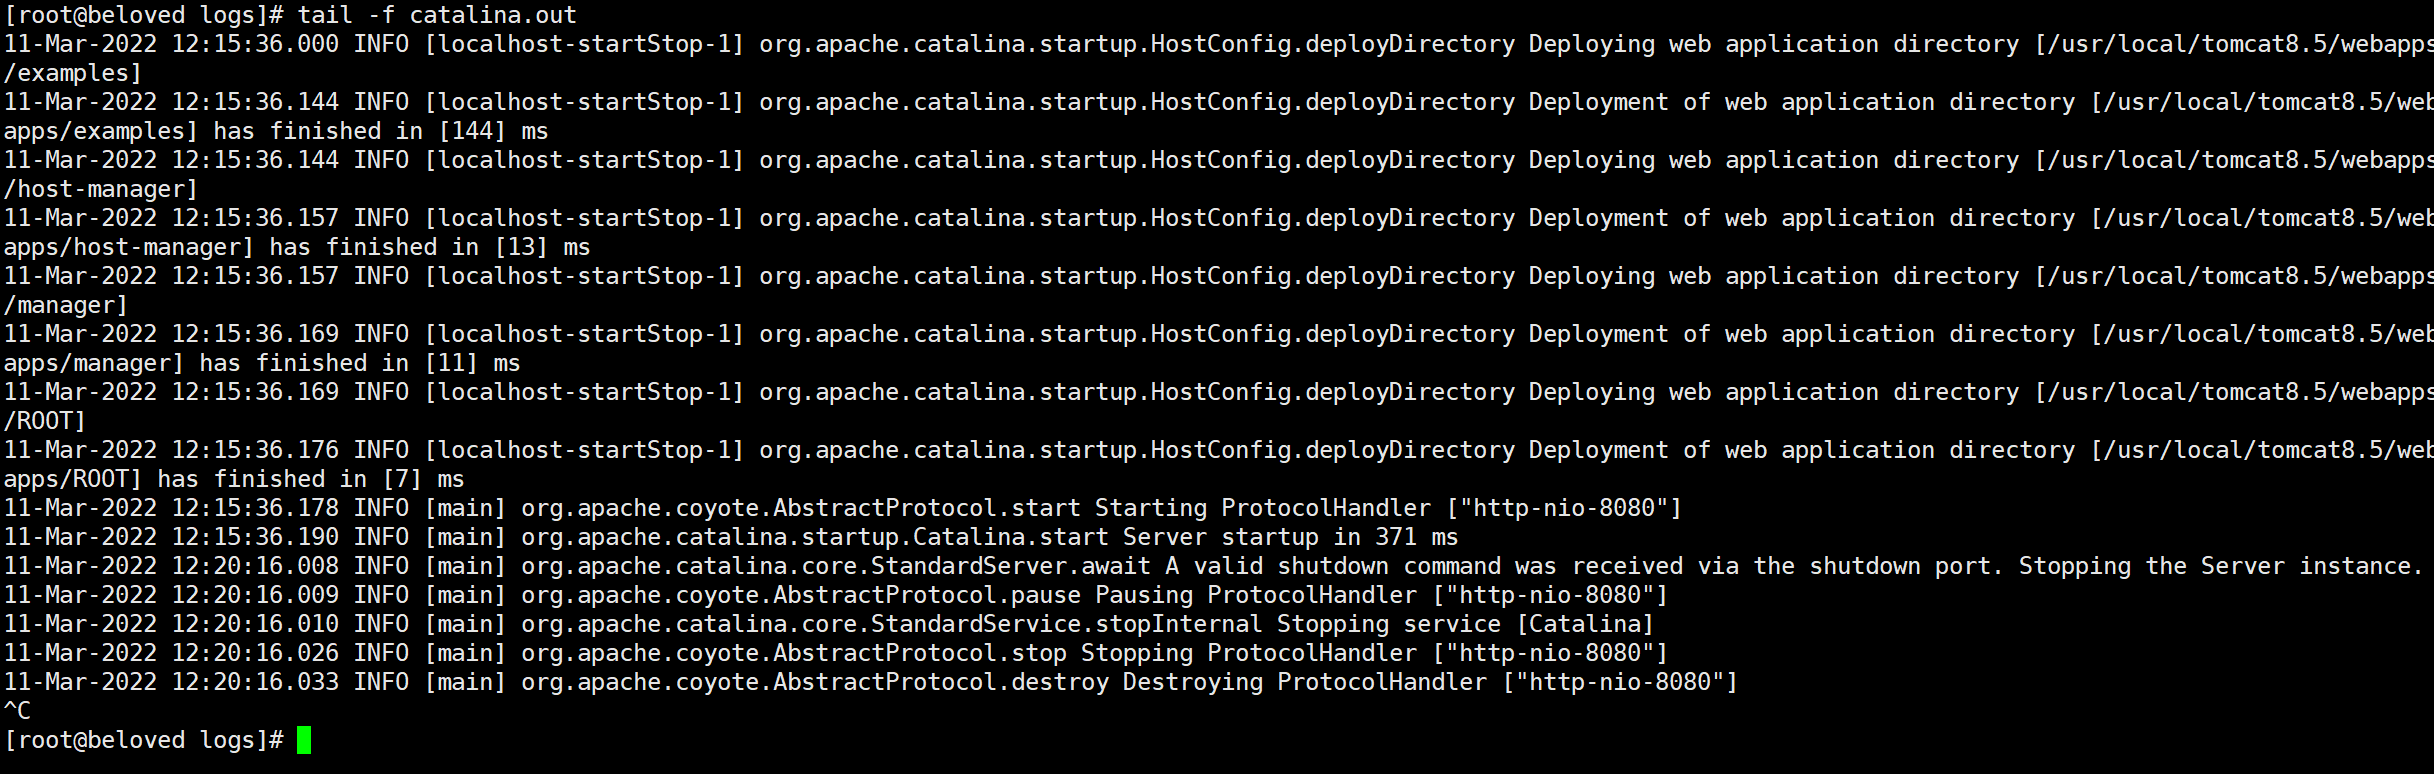 [root@beloved logs]# tail -f catalina.out
11-Mar-2022 12:15:36.000 INFO [localhost-startStop-1] org.apache.catalina.startup.HostConfig.deployDirectory Deploying web application directory [/usr/local/tomcat8.5/webapps
/examples]
11-Mar-2022 12:15:36.144 INFO [localhost-startStop-1] org.apache.catalina.startup.HostConfig.deployDirectory Deployment of web application directory [/usr/local/tomcat8.5/web
apps/examples] has finished in [144] ms
11-Mar-2022 12:15:36.144 INFO [localhost-startStop-1] org.apache.catalina.startup.HostConfig.deployDirectory Deploying web application directory [/usr/local/tomcat8.5/webapps
/host-manager]
11-Mar-2022 12:15:36.157 INFO [localhost-startStop-1] org.apache.catalina.startup.HostConfig.deployDirectory Deployment of web application directory [/usr/local/tomcat8.5/web
apps/host-manager] has finished in [13] ms
11-Mar-2022 12:15:36.157 INFO [localhost-startStop-1] org.apache.catalina.startup.HostConfig.deployDirectory Deploying web application directory [/usr/local/tomcat8.5/webapps
/manager]
11-Mar-2022 12:15:36.169 INFO [localhost-startStop-1] org.apache.catalina.startup.HostConfig.deployDirectory Deployment of web application directory [/usr/local/tomcat8.5/web
apps/manager] has finished in [11] ms
11-Mar-2022 12:15:36.169 INFO [localhost-startStop-1] org.apache.catalina.startup.HostConfig.deployDirectory Deploying web application directory [/usr/local/tomcat8.5/webapps
/ROOT]
11-Mar-2022 12:15:36.176 INFO [localhost-startStop-1] org.apache.catalina.startup.HostConfig.deployDirectory Deployment of web application directory [/usr/local/tomcat8.5/web
apps/ROOT] has finished in [7] ms
11-Mar-2022 12:15:36.178 INFO [main] org.apache.coyote.AbstractProtocol.start Starting ProtocolHandler ["http-nio-8080"]
11-Mar-2022 12:15:36.190 INFO [main] org.apache.catalina.startup.Catalina.start Server startup in 371 ms
11-Mar-2022 12:20:16.008 INFO [main] org.apache.catalina.core.StandardServer.await A valid shutdown command was received via the shutdown port. Stopping the Server instance.
11-Mar-2022 12:20:16.009 INFO [main] org.apache.coyote.AbstractProtocol.pause Pausing ProtocolHandler ["http-nio-8080"]
11-Mar-2022 12:20:16.010 INFO [main] org.apache.catalina.core.StandardService.stopInternal Stopping service [Catalina]
11-Mar-2022 12:20:16.026 INFO [main] org.apache.coyote.AbstractProtocol.stop Stopping ProtocolHandler ["http-nio-8080"]
11-Mar-2022 12:20:16.033 INFO [main] org.apache.coyote.AbstractProtocol.destroy Destroying ProtocolHandler ["http-nio-8080"]
^C
[root@beloved logs]#